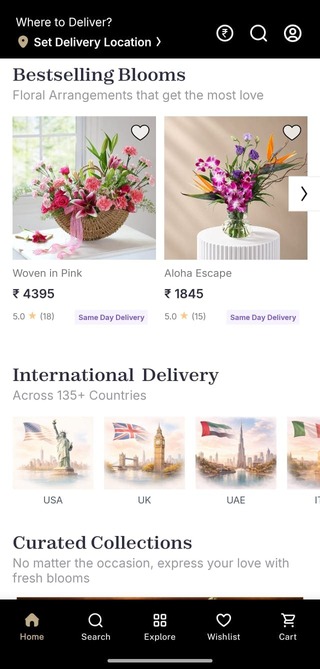 Where to Deliver?
Set Delivery Location
₹
Bestselling Blooms
Floral Arrangements that get the most love
Woven in Pink
₹ 4395
5.0 ★ (18)
Same Day Delivery
Aloha Escape
₹ 1845
5.0 ★ (15)
Same Day Delivery
International Delivery
Across 135+ Countries
USA
UK
UAE
Curated Collections
No matter the occasion, express your love with
fresh blooms
Home
Search
Explore
Wishlist
Cart